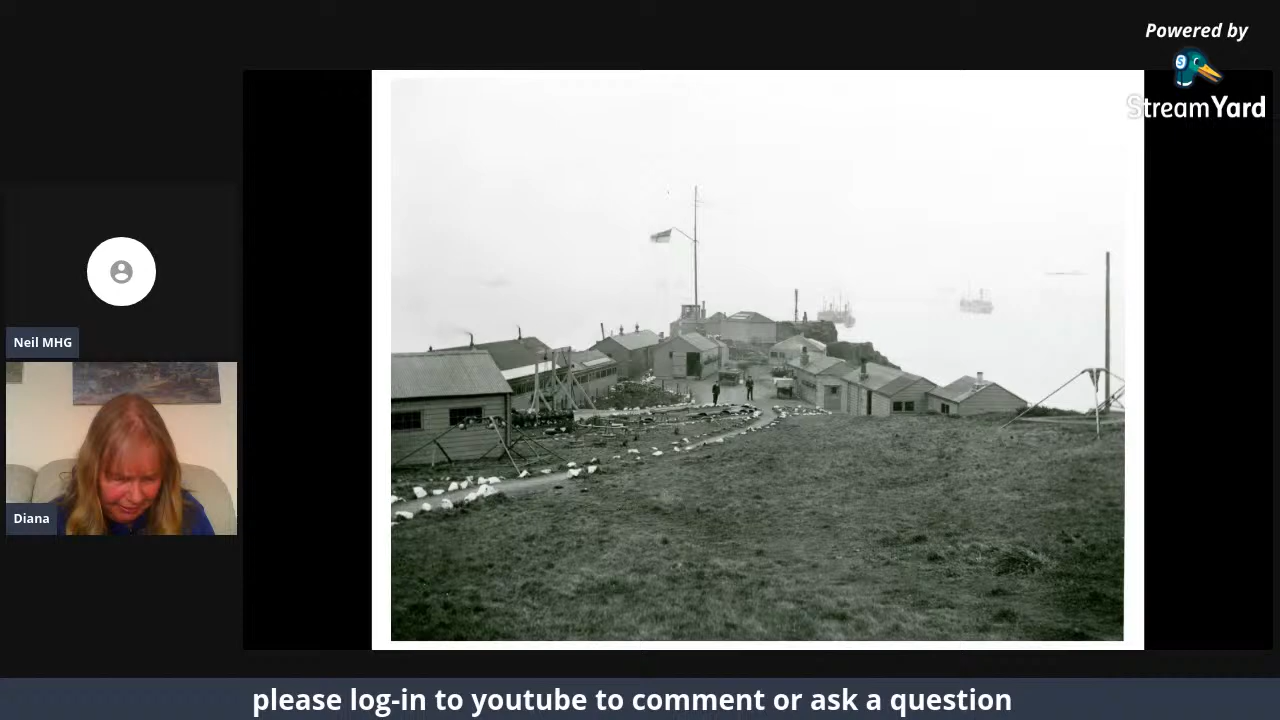 Powered by
StreamYard
Neil MHG
Diana
please log-in to youtube to comment or ask a question